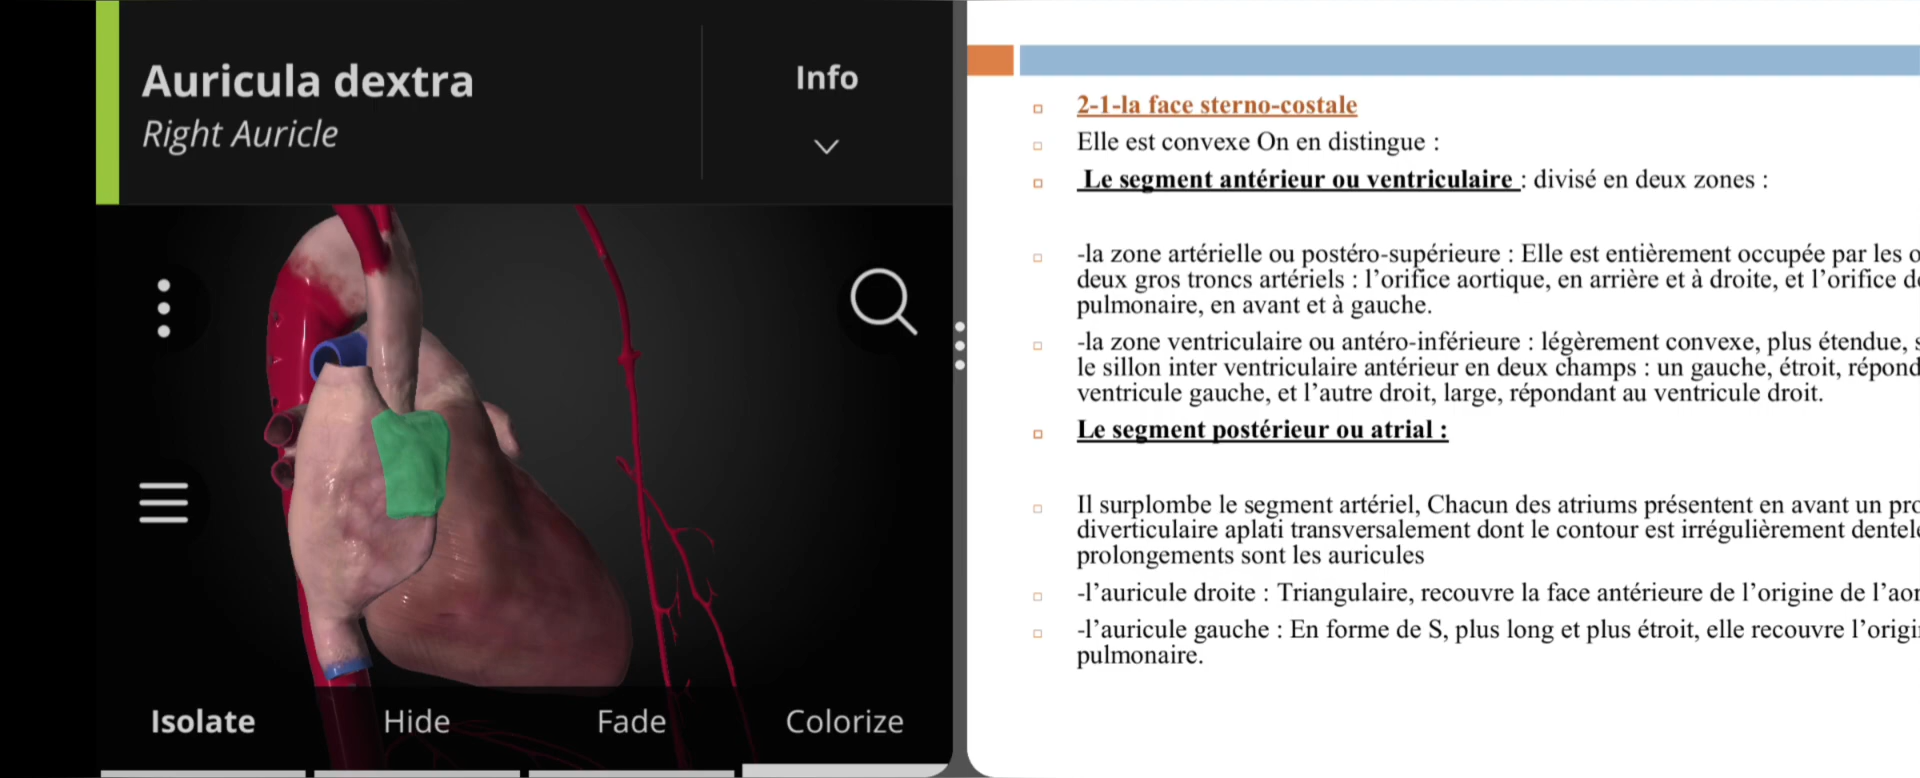 Auricula dextra
Right Auricle
Info
Isolate
Hide
Fade
Colorize
2-1-la face sterno-costale
Elle est convexe On en distingue :
Le segment antérieur ou ventriculaire : divisé en deux zones :
-la zone artérielle ou postéro-supérieure : Elle est entièrement occupée par les
deux gros troncs artériels : l’orifice aortique, en arrière et à droite, et l’orifice
pulmonaire, en avant et à gauche.
-la zone ventriculaire ou antéro-inférieure : légèrement convexe, plus étendue,
le sillon inter ventriculaire antérieur en deux champs : un gauche, étroit, répond
ventricule gauche, et l’autre droit, large, répondant au ventricule droit.
Le segment postérieur ou atrial :
Il surplombe le segment artériel, Chacun des atriums présentent en avant un pro
diverticulaire aplati transversalement dont le contour est irrégulièrement dentel
prolongements sont les auricules
-l’auricule droite : Triangulaire, recouvre la face antérieure de l’origine de l’aor
-l’auricule gauche : En forme de S, plus long et plus étroit, elle recouvre l’origi
pulmonaire.